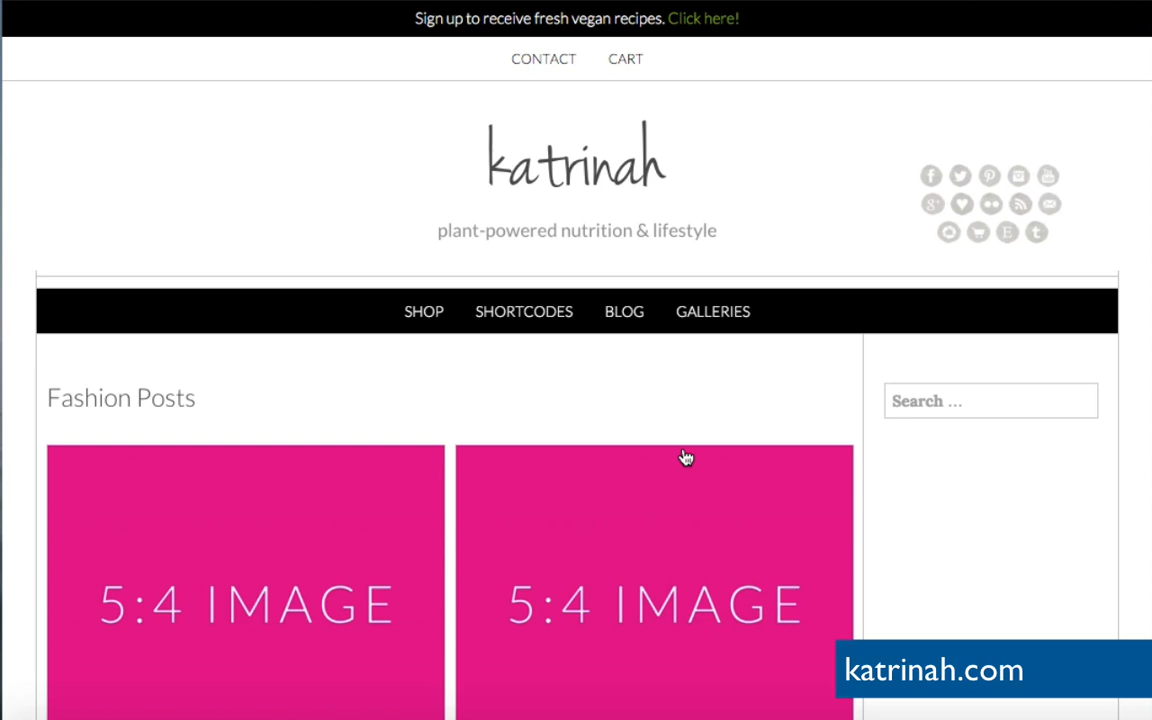 Sign up to receive fresh vegan recipes. Click here!
CONTACT CART
katrinah
plant-powered nutrition & lifestyle
SHOP SHORTCODES BLOG GALLERIES
Fashion Posts
Search ...
5:4 IMAGE
5:4 IMAGE
katrinah.com